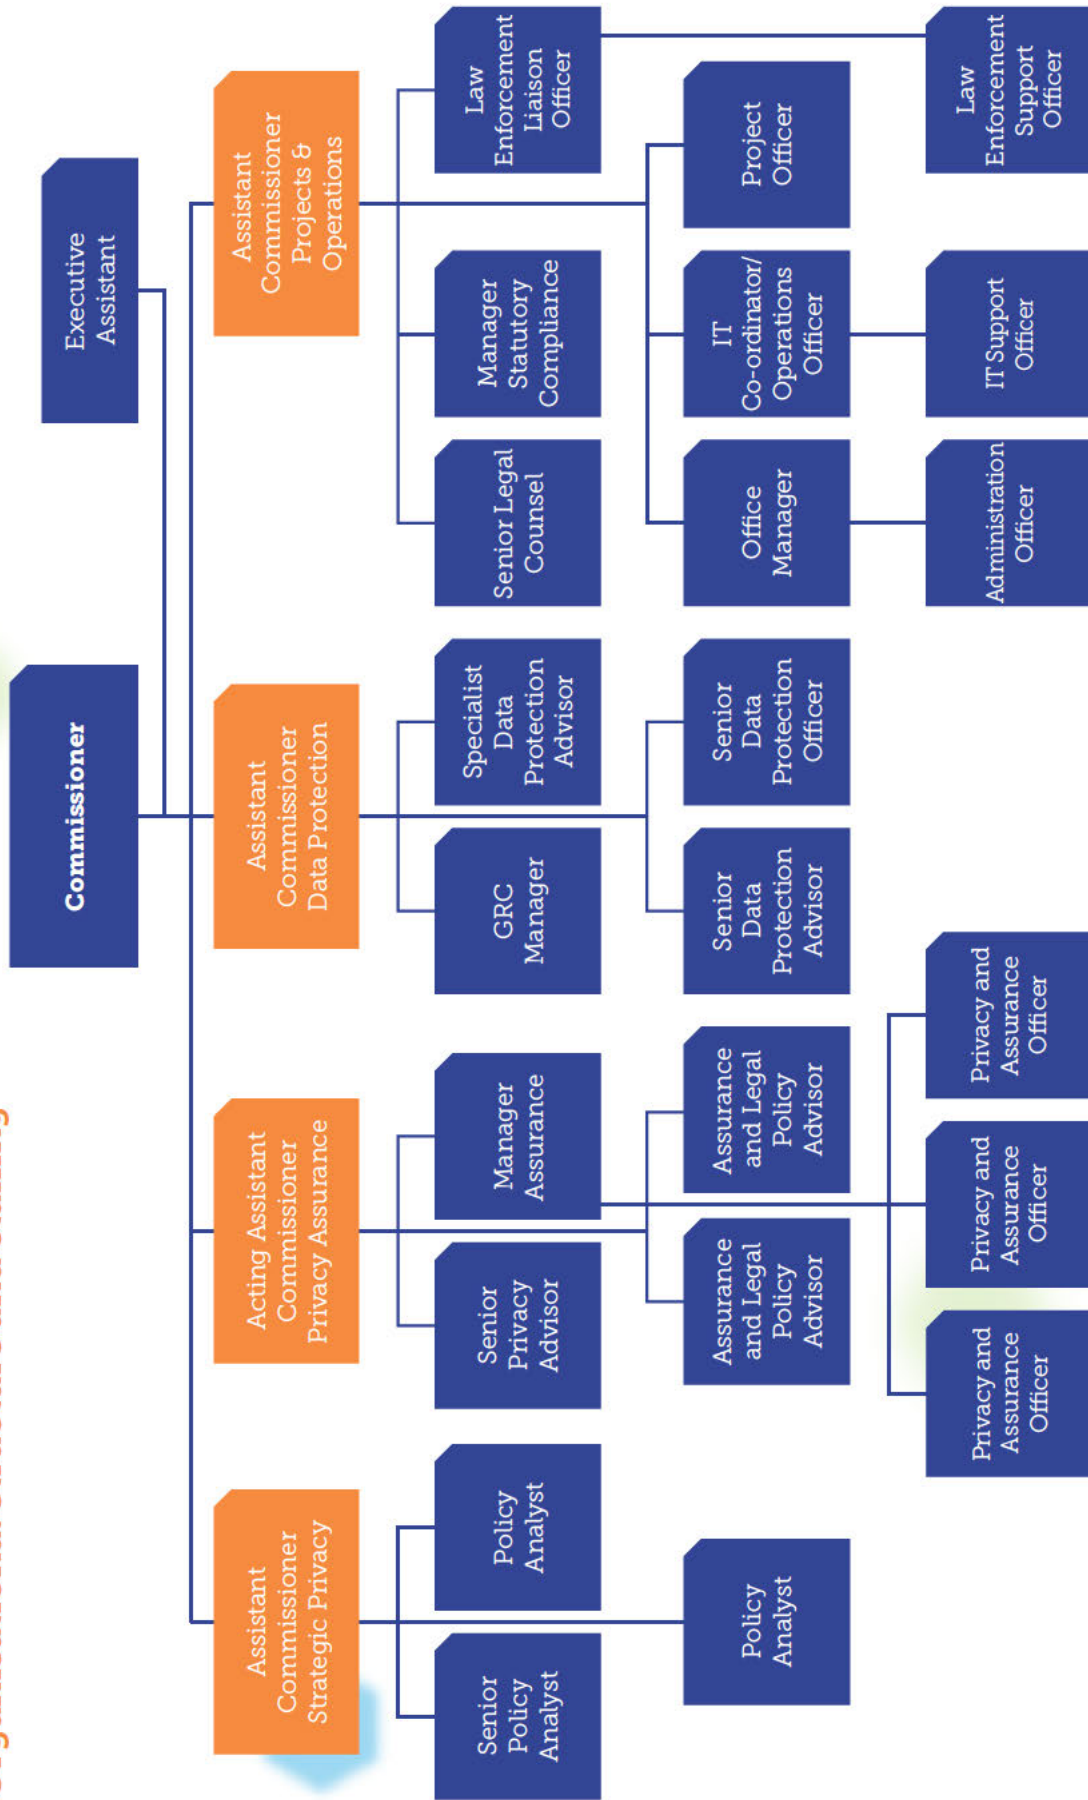 Commissioner
Executive
Assistant
Assistant
Commissioner
Strategic Privacy
Acting Assistant
Commissioner
Privacy Assurance
Assistant
Commissioner
Data Protection
Assistant
Commissioner
Projects &
Operations
Senior
Policy
Analyst
Policy
Analyst
Senior
Privacy
Advisor
Manager
Assurance
GRC
Manager
Specialist
Data
Protection
Advisor
Senior Legal
Counsel
Manager
Statutory
Compliance
Law
Enforcement
Liaison
Officer
Policy
Analyst
Assurance
and Legal
Policy
Advisor
Assurance
and Legal
Policy
Advisor
Senior
Data
Protection
Advisor
Senior
Data
Protection
Officer
Office
Manager
IT
Co-ordinator/
Operations
Officer
Project
Officer
Privacy and
Assurance
Officer
Privacy and
Assurance
Officer
Privacy and
Assurance
Officer
Administration
Officer
IT Support
Officer
Law
Enforcement
Support
Officer